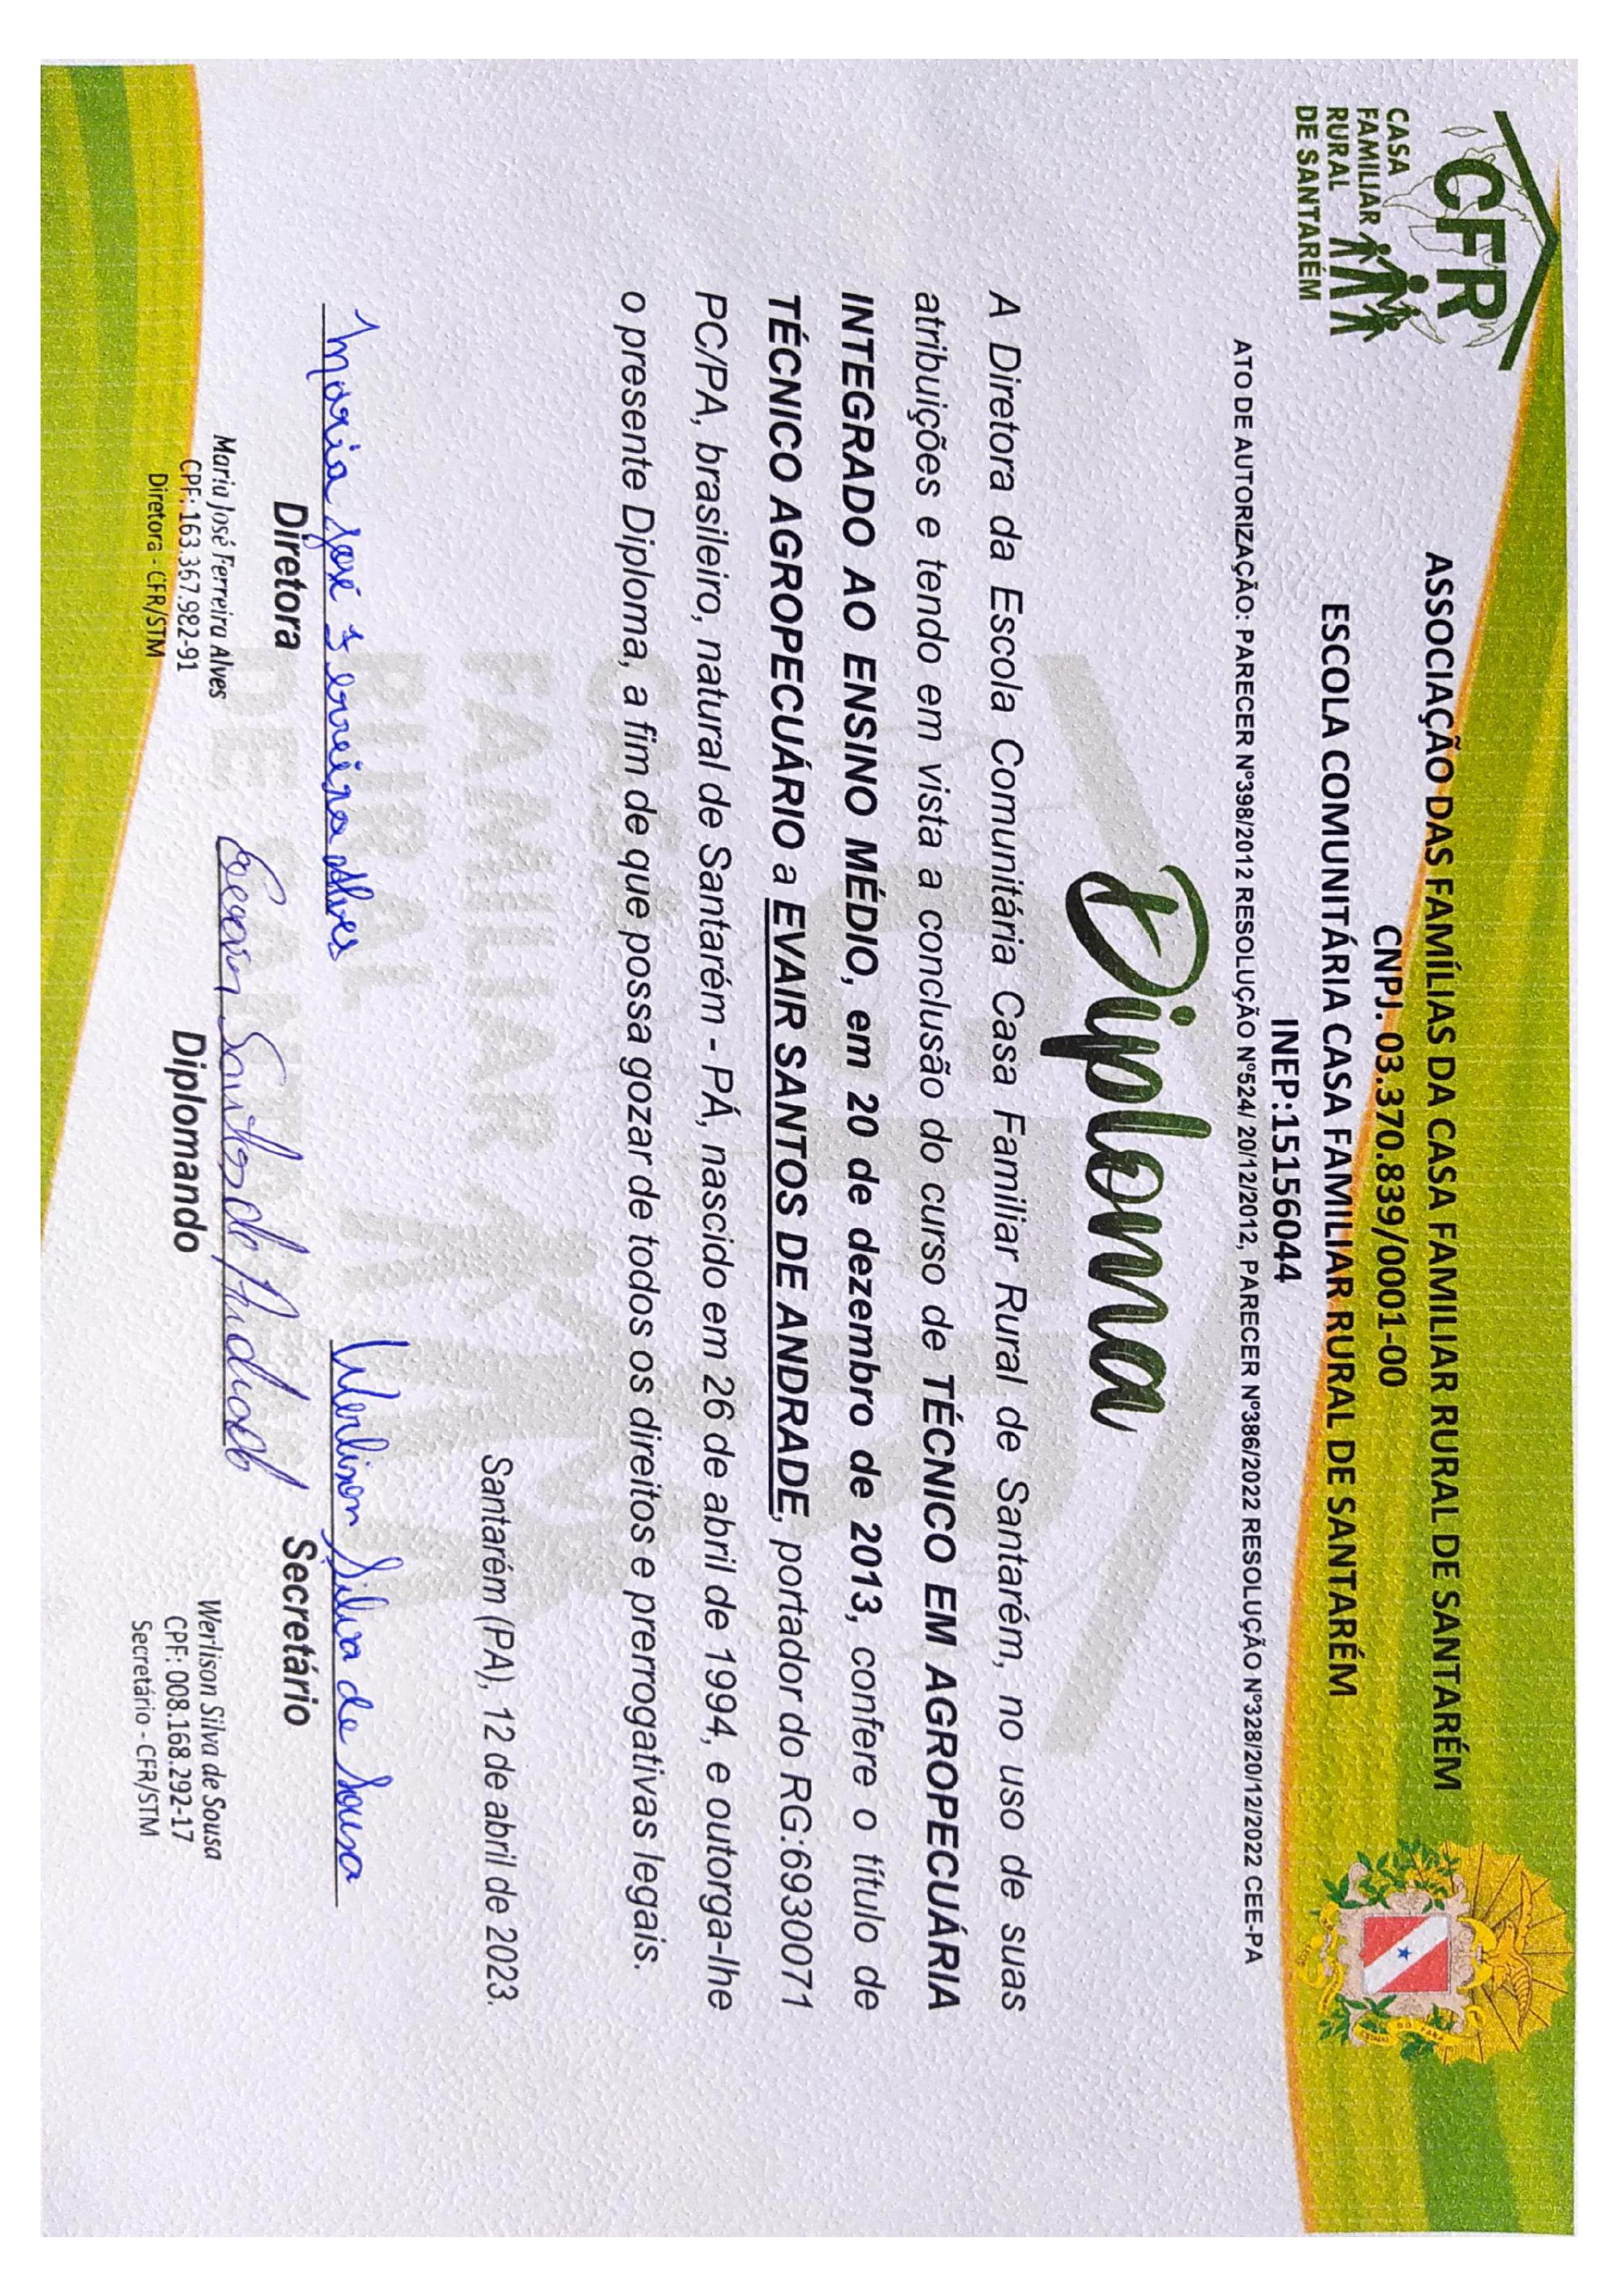 CFR
CASA
FAMILIAR
RURAL
DE SANTARÉM
ASSOCIAÇÃO DAS FAMÍLIAS DA CASA FAMILIAR RURAL DE SANTARÉM
CNPJ: 03.370.839/0001-00
ESCOLA COMUNITÁRIA CASA FAMILIAR RURAL DE SANTARÉM
INEP:15156044
ATO DE AUTORIZAÇÃO: PARECER Nº398/2012 RESOLUÇÃO Nº524/ 20/12/2012, PARECER Nº386/2022 RESOLUÇÃO Nº328/20/12/2022 CEE-PA
Diploma
A Diretora da Escola Comunitária Casa Familiar Rural de Santarém, no uso de suas
atribuições e tendo em vista a conclusão do curso de TÉCNICO EM AGROPECUÁRIA
INTEGRADO AO ENSINO MÉDIO, em 20 de dezembro de 2013, confere o título de
TÉCNICO AGROPECUÁRIO a EVAIR SANTOS DE ANDRADE, portador do RG:6930071
PC/PA, brasileiro, natural de Santarém - PÁ, nascido em 26 de abril de 1994, e outorga-lhe
o presente Diploma, a fim de que possa gozar de todos os direitos e prerrogativas legais.
Santarém (PA), 12 de abril de 2023.
Maria José Ferreira Alves
Diretora
Maria José Ferreira Alves
CPF: 163.367.982-91
Diretora - CFR/STM
Evair Santos de Andrade
Diplomando
Werlison Silva de Sousa
Secretário
Werlison Silva de Sousa
CPF: 008.168.292-17
Secretário - CFR/STM
CASA
FAMILIAR
RURAL
DE SANTARÉM